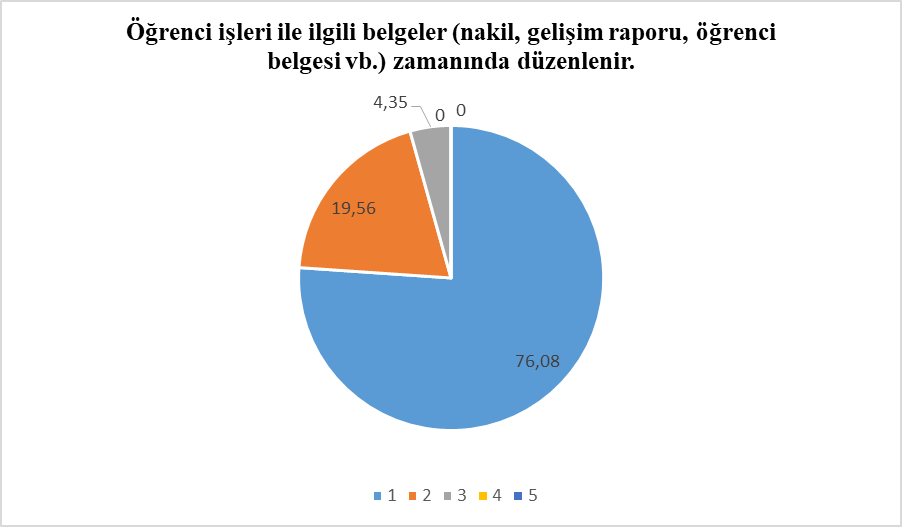 Öğrenci işleri ile ilgili belgeler (nakil, gelişim raporu, öğrenci
belgesi vb.) zamanında düzenlenir.
4,35
0
0
19,56
76,08
1 2 3 4 5